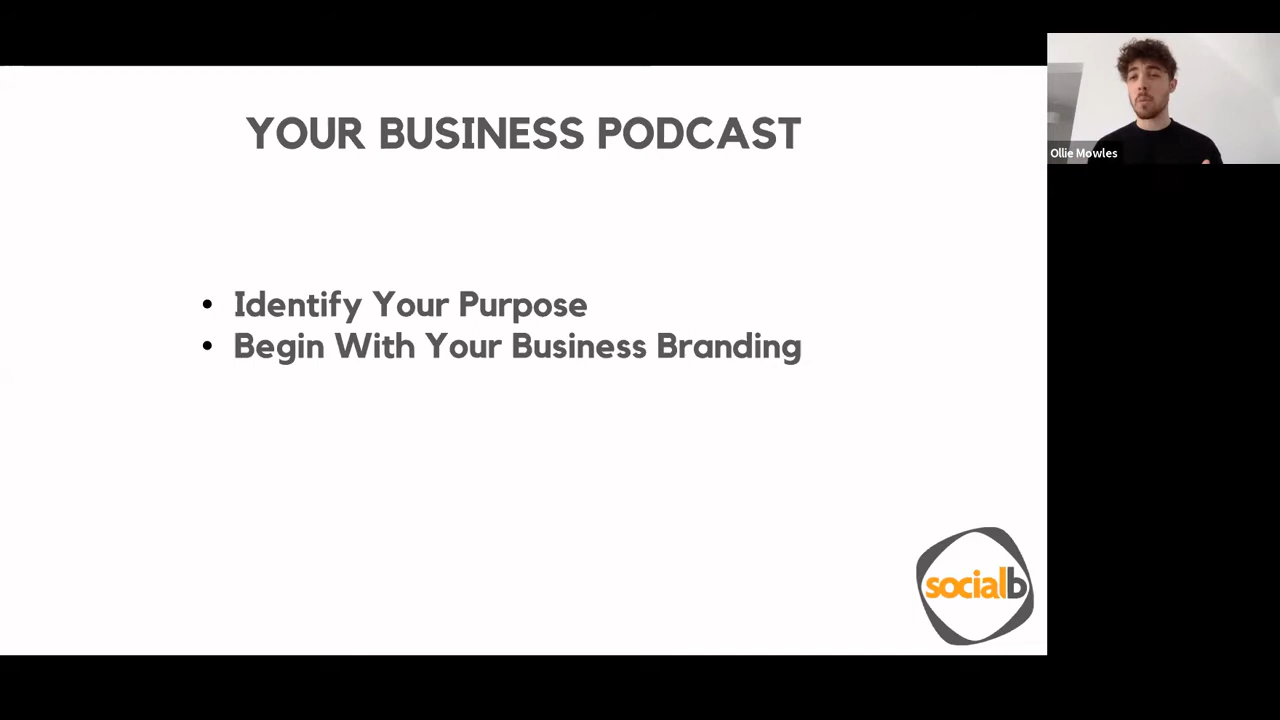 YOUR BUSINESS PODCAST
Ollie Mowles
• Identify Your Purpose
• Begin With Your Business Branding
socialb